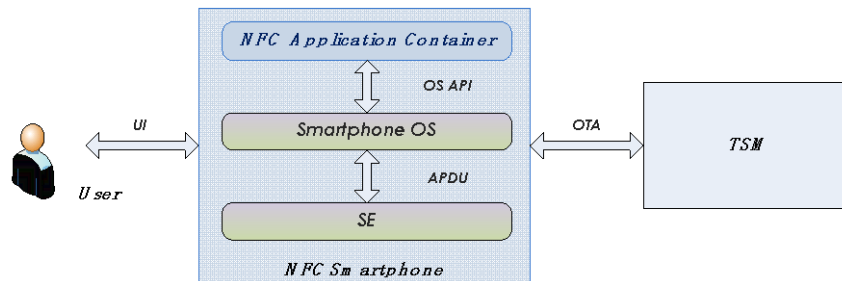 NFC Application Container
OS API
UI
Smartphone OS
OTA
TSM
APDU
User
SE
NFC Smartphone